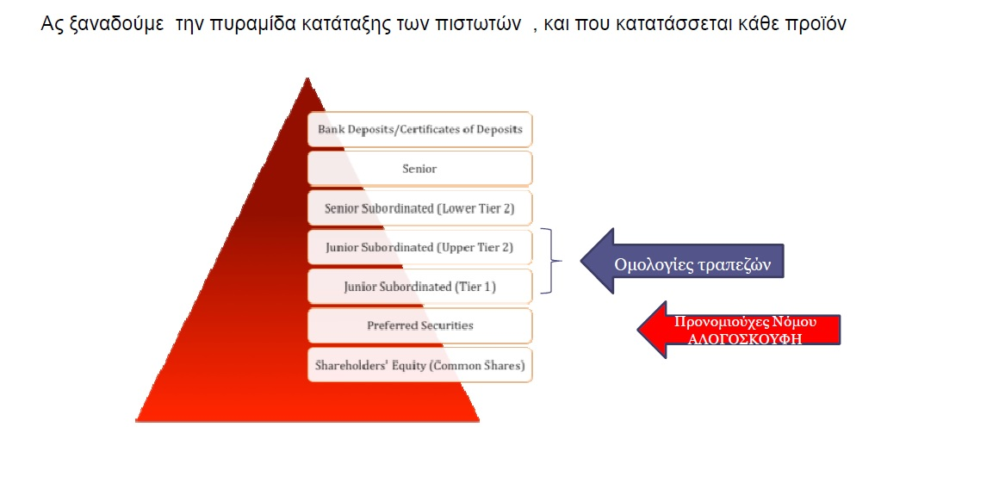 Ας ξαναδούμε την πυραμίδα κατάταξης των πιστωτών , και που κατατάσσεται κάθε προϊόν
Bank Deposits/Certificates of Deposits
Senior
Senior Subordinated (Lower Tier 2)
Junior Subordinated (Upper Tier 2)
Junior Subordinated (Tier 1)
Preferred Securities
Shareholders' Equity (Common Shares)
Ομολογίες τραπεζών
Προνομιούχες Νόμου
ΑΛΟΓΟΣΚΟΥΦΗ